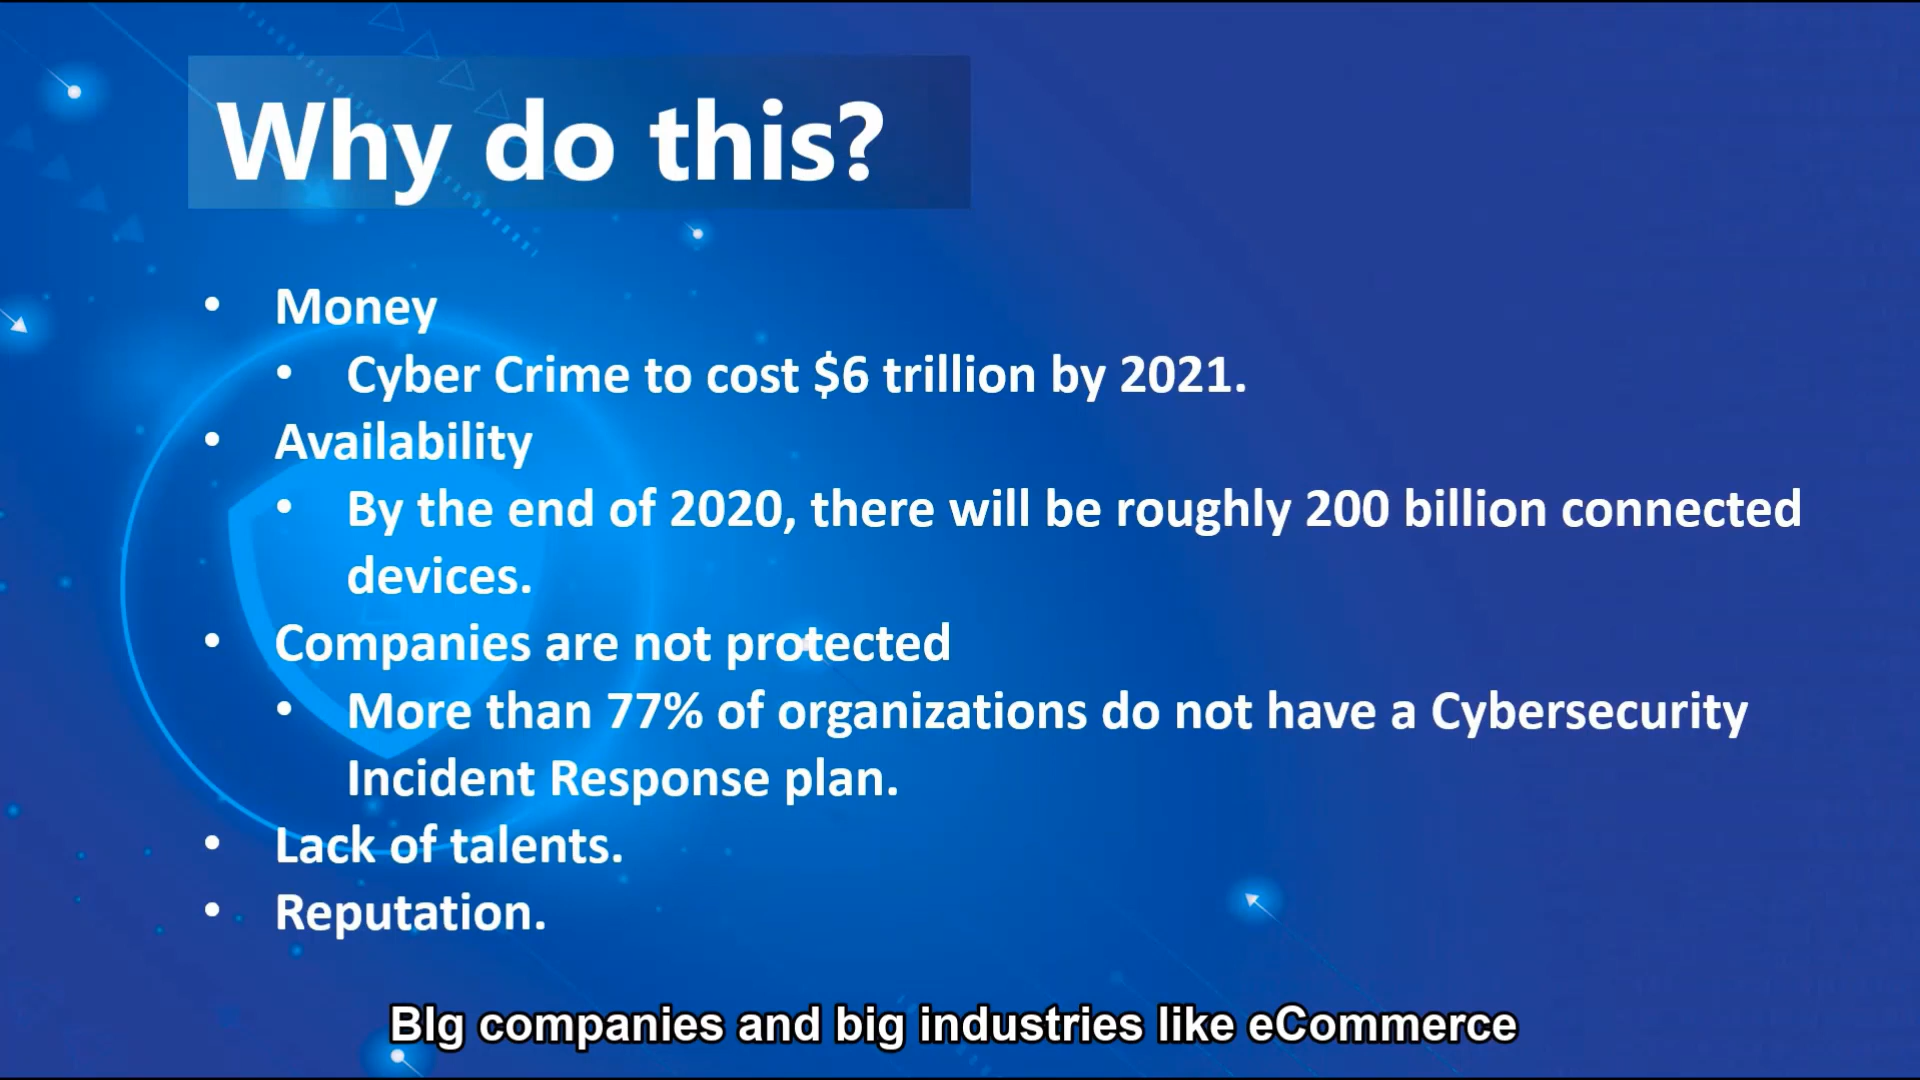 Why do this?
• Money
• Cyber Crime to cost $6 trillion by 2021.
• Availability
• By the end of 2020, there will be roughly 200 billion connected
devices.
• Companies are not protected
• More than 77% of organizations do not have a Cybersecurity
Incident Response plan.
• Lack of talents.
• Reputation.
BIg companies and big industries like eCommerce